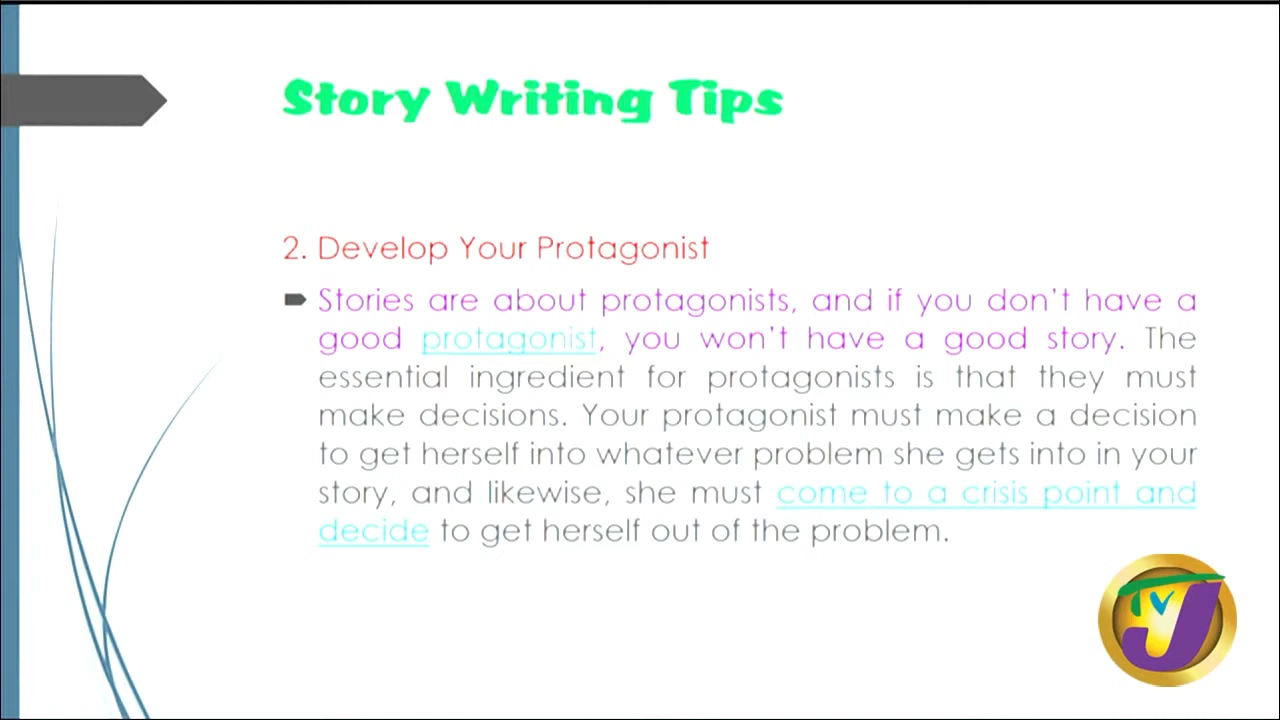 Story Writing Tips
2. Develop Your Protagonist
Stories are about protagonists, and if you don't have a
good protagonist, you won't have a good story. The
essential ingredient for protagonists is that they must
make decisions. Your protagonist must make a decision
to get herself into whatever problem she gets into in your
story, and likewise, she must come to a crisis point and
decide to get herself out of the problem.
TVJ